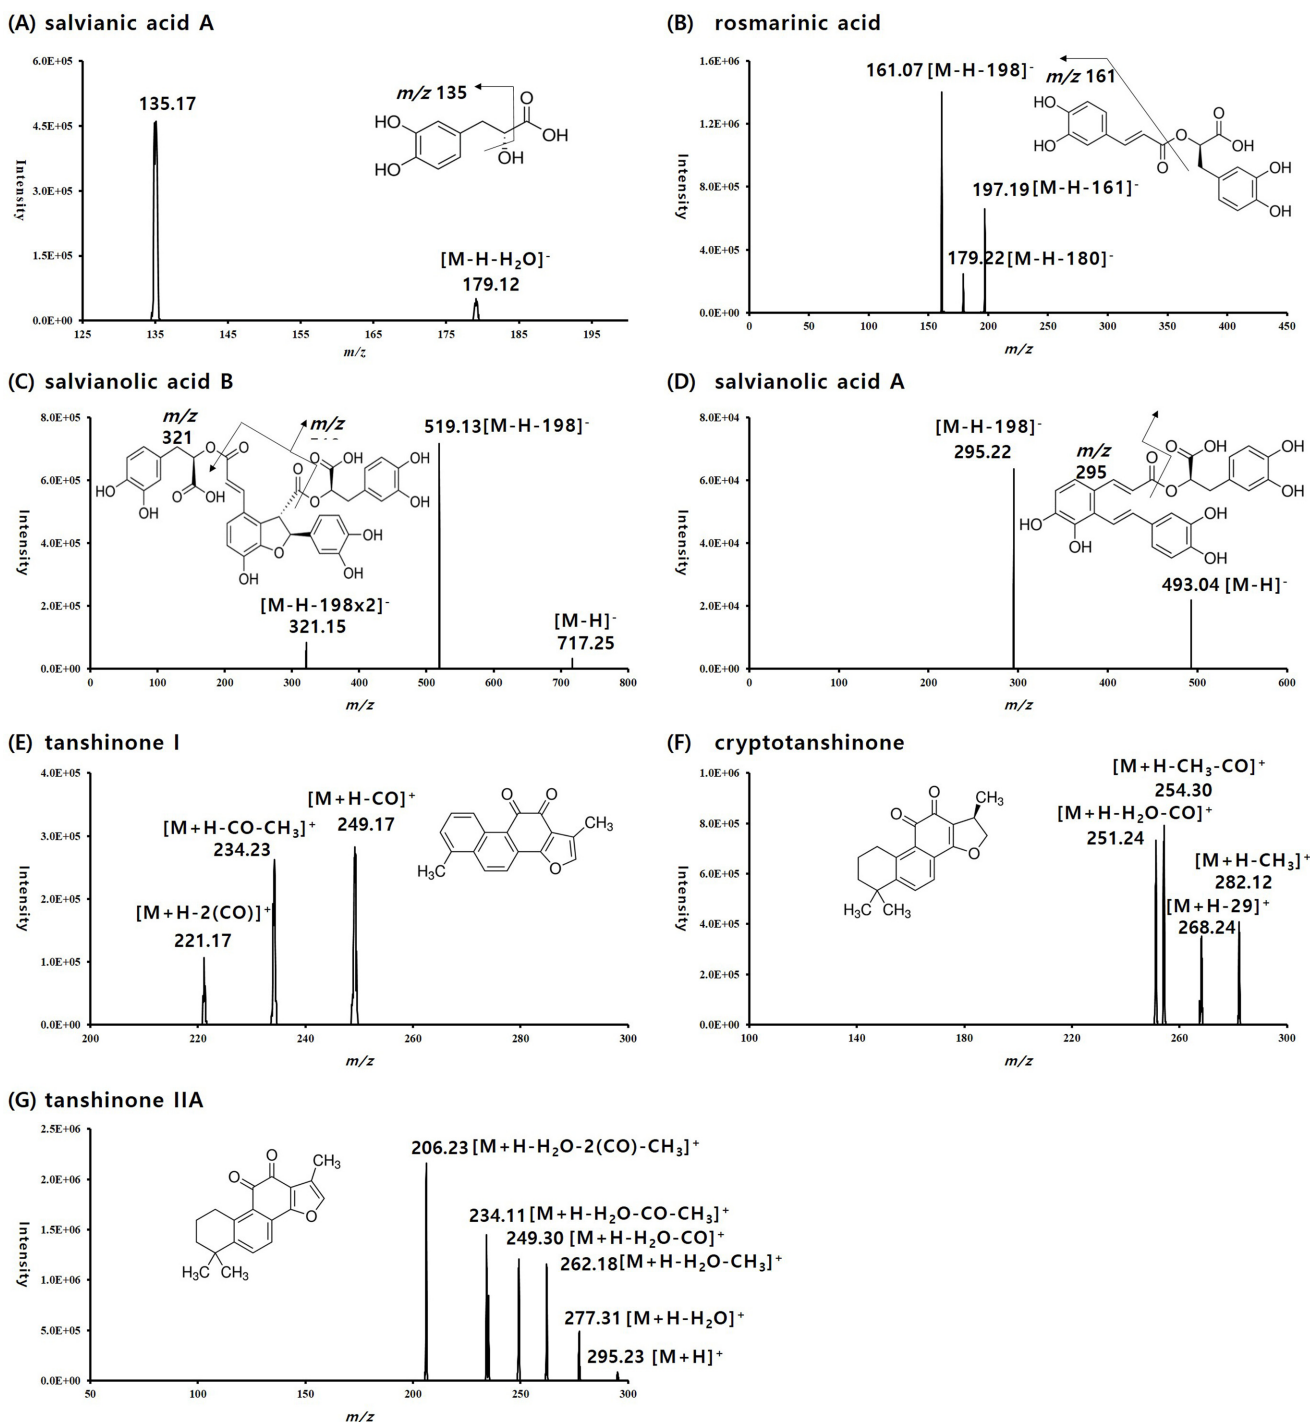 (A) salvianic acid A
6.0E+05
4.5E+05
3.0E+05
1.5E+05
0.0E+00
Intensity
135.17
m/z 135
HO
HO
O
OH
OH
[M-H-H₂O]⁻
179.12
125 135 145 155 165 175 185 195
m/z
(B) rosmarinic acid
1.6E+06
1.2E+06
8.0E+05
4.0E+05
0.0E+00
Intensity
161.07 [M-H-198]⁻
m/z 161
HO
HO
O
O
O
OH
OH
OH
197.19 [M-H-161]⁻
179.22 [M-H-180]⁻
0 50 100 150 200 250 300 350 400 450
m/z
(C) salvianolic acid B
8.0E+05
6.0E+05
4.0E+05
2.0E+05
0.0E+00
Intensity
m/z
321
m/z
519.13 [M-H-198]⁻
HO
OH
O
O
O
OH
O
O
O
OH
OH
OH
O
OH
OH
OH
[M-H-198x2]⁻
321.15
[M-H]⁻
717.25
0 100 200 300 400 500 600 700 800
m/z
(D) salvianolic acid A
8.0E+04
6.0E+04
4.0E+04
2.0E+04
0.0E+00
Intensity
[M-H-198]⁻
295.22
m/z
295
O
O
O
OH
OH
OH
HO
OH
OH
OH
493.04 [M-H]⁻
0 100 200 300 400 500 600
m/z
(E) tanshinone I
4.0E+05
3.0E+05
2.0E+05
1.0E+05
0.0E+00
Intensity
[M+H-CO]⁺
249.17
[M+H-CO-CH₃]⁺
234.23
[M+H-2(CO)]⁺
221.17
O
O
CH₃
O
H₃C
200 220 240 260 280 300
m/z
(F) cryptotanshinone
1.0E+06
8.0E+05
6.0E+05
4.0E+05
2.0E+05
0.0E+00
Intensity
[M+H-CH₃-CO]⁺
254.30
[M+H-H₂O-CO]⁺
251.24
[M+H-CH₃]⁺
282.12
[M+H-29]⁺
268.24
O
O
CH₃
O
H₃C CH₃
100 140 180 220 260 300
m/z
(G) tanshinone IIA
2.5E+06
2.0E+06
1.5E+06
1.0E+06
5.0E+05
0.0E+00
Intensity
O
O
CH₃
O
H₃C CH₃
206.23 [M+H-H₂O-2(CO)-CH₃]⁺
234.11 [M+H-H₂O-CO-CH₃]⁺
249.30 [M+H-H₂O-CO]⁺
262.18 [M+H-H₂O-CH₃]⁺
277.31 [M+H-H₂O]⁺
295.23 [M+H]⁺
50 100 150 200 250 300
m/z